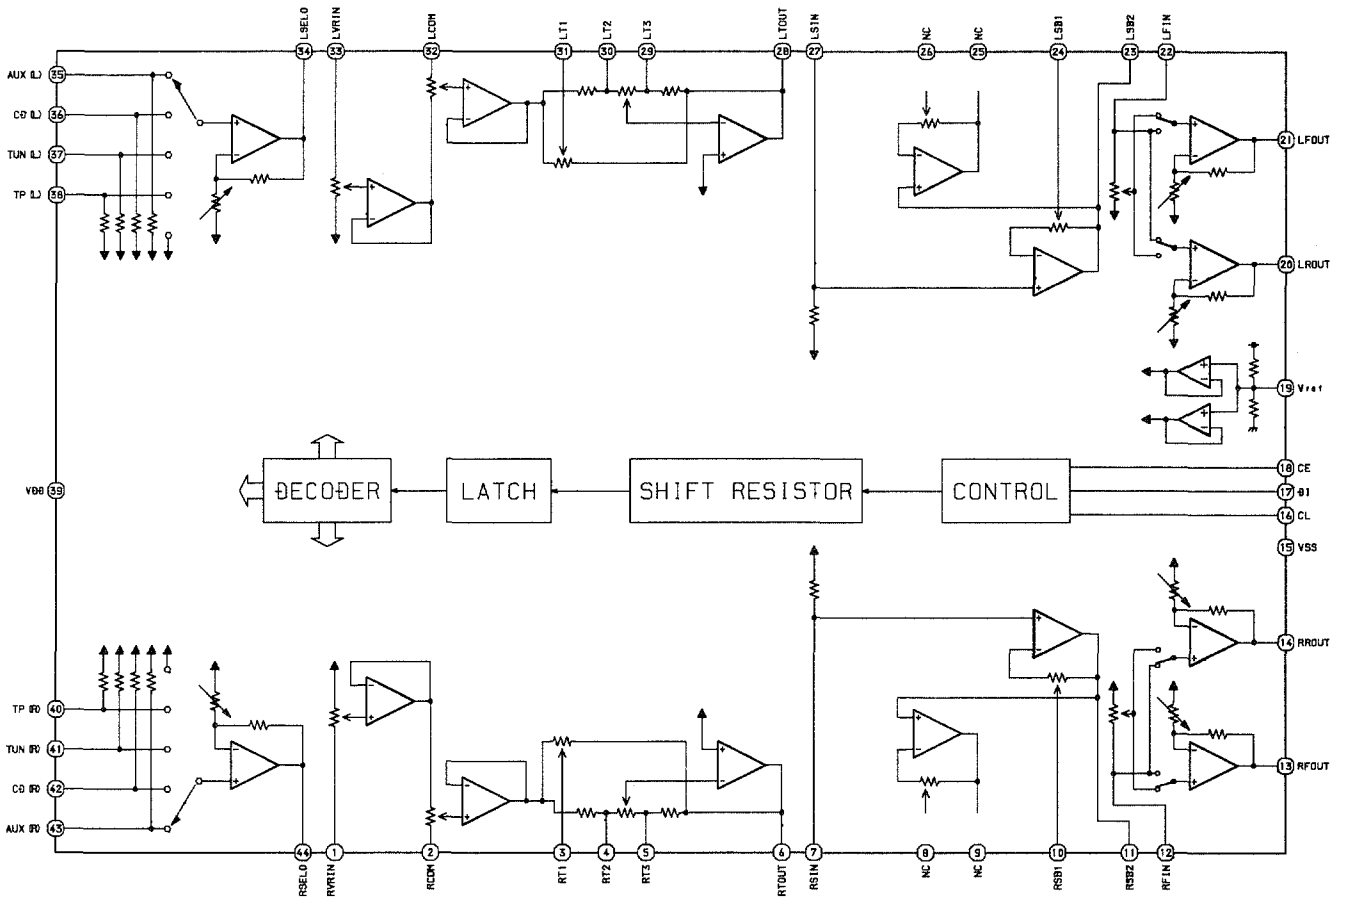 LSELO LVRIN LCOM LT1 LT2 LT3 LTOUT LSIN NC NC LSB1 LSB2 LFIN
34 33 32 31 30 29 28 27 26 25 24 23 22
AUX (L) 35
CD (L) 36
TUN (L) 37
TP (L) 38
21 LFOUT
20 LROUT
19 Vref
18 CE
17 DI
16 CL
15 VSS
VDD 39
DECODER
LATCH
SHIFT RESISTOR
CONTROL
14 RROUT
13 RFOUT
TP (R) 40
TUN (R) 41
CD (R) 42
AUX (R) 43
44 1 2 3 4 5 6 7 8 9 10 11 12
RSELO RVRIN RCOM RT1 RT2 RT3 RTOUT RSIN NC NC RSB1 RSB2 RFIN